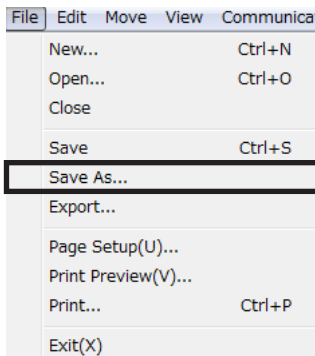 File Edit Move View Communica
New... Ctrl+N
Open... Ctrl+O
Close
Save Ctrl+S
Save As...
Export...
Page Setup(U)...
Print Preview(V)...
Print... Ctrl+P
Exit(X)